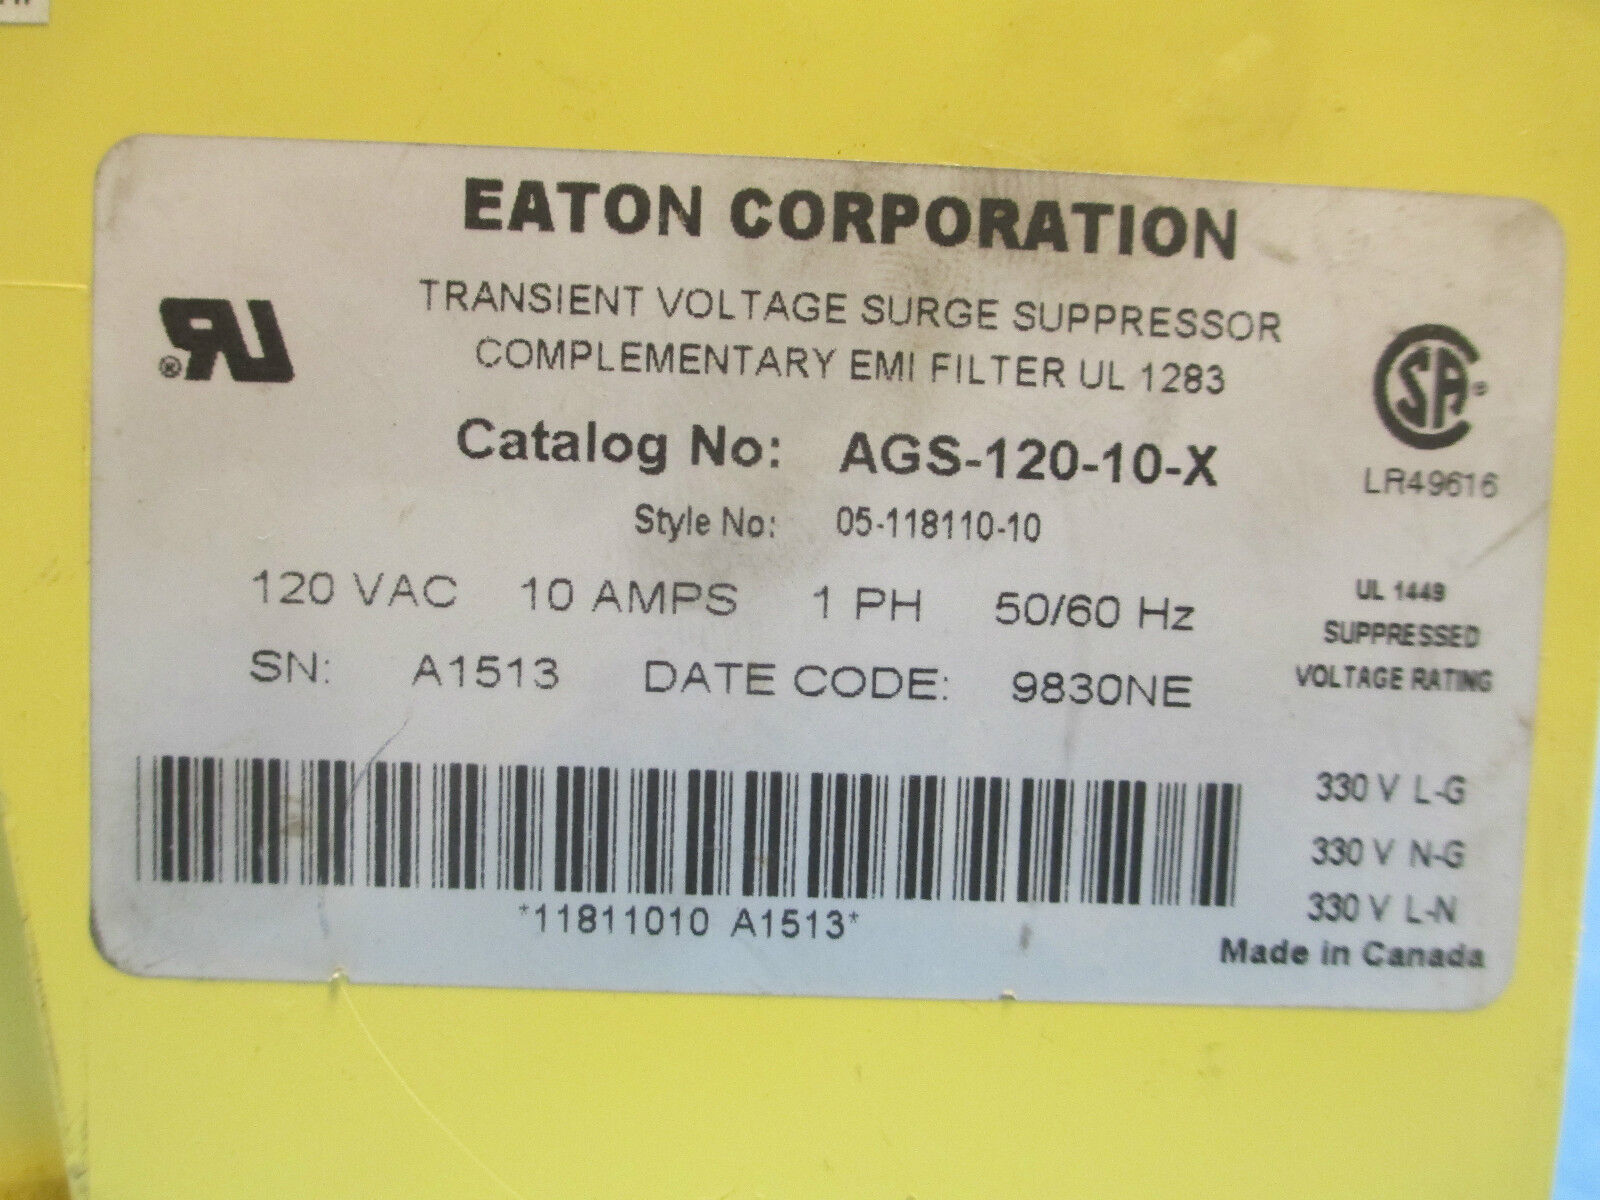 EATON CORPORATION
TRANSIENT VOLTAGE SURGE SUPPRESSOR
COMPLEMENTARY EMI FILTER UL 1283
Catalog No: AGS-120-10-X
LR49616
Style No: 05-118110-10
120 VAC 10 AMPS 1 PH 50/60 Hz
SN: A1513 DATE CODE: 9830NE
UL 1449
SUPPRESSED
VOLTAGE RATING
330 V L-G
330 V N-G
330 V L-N
*11811010 A1513*
Made in Canada